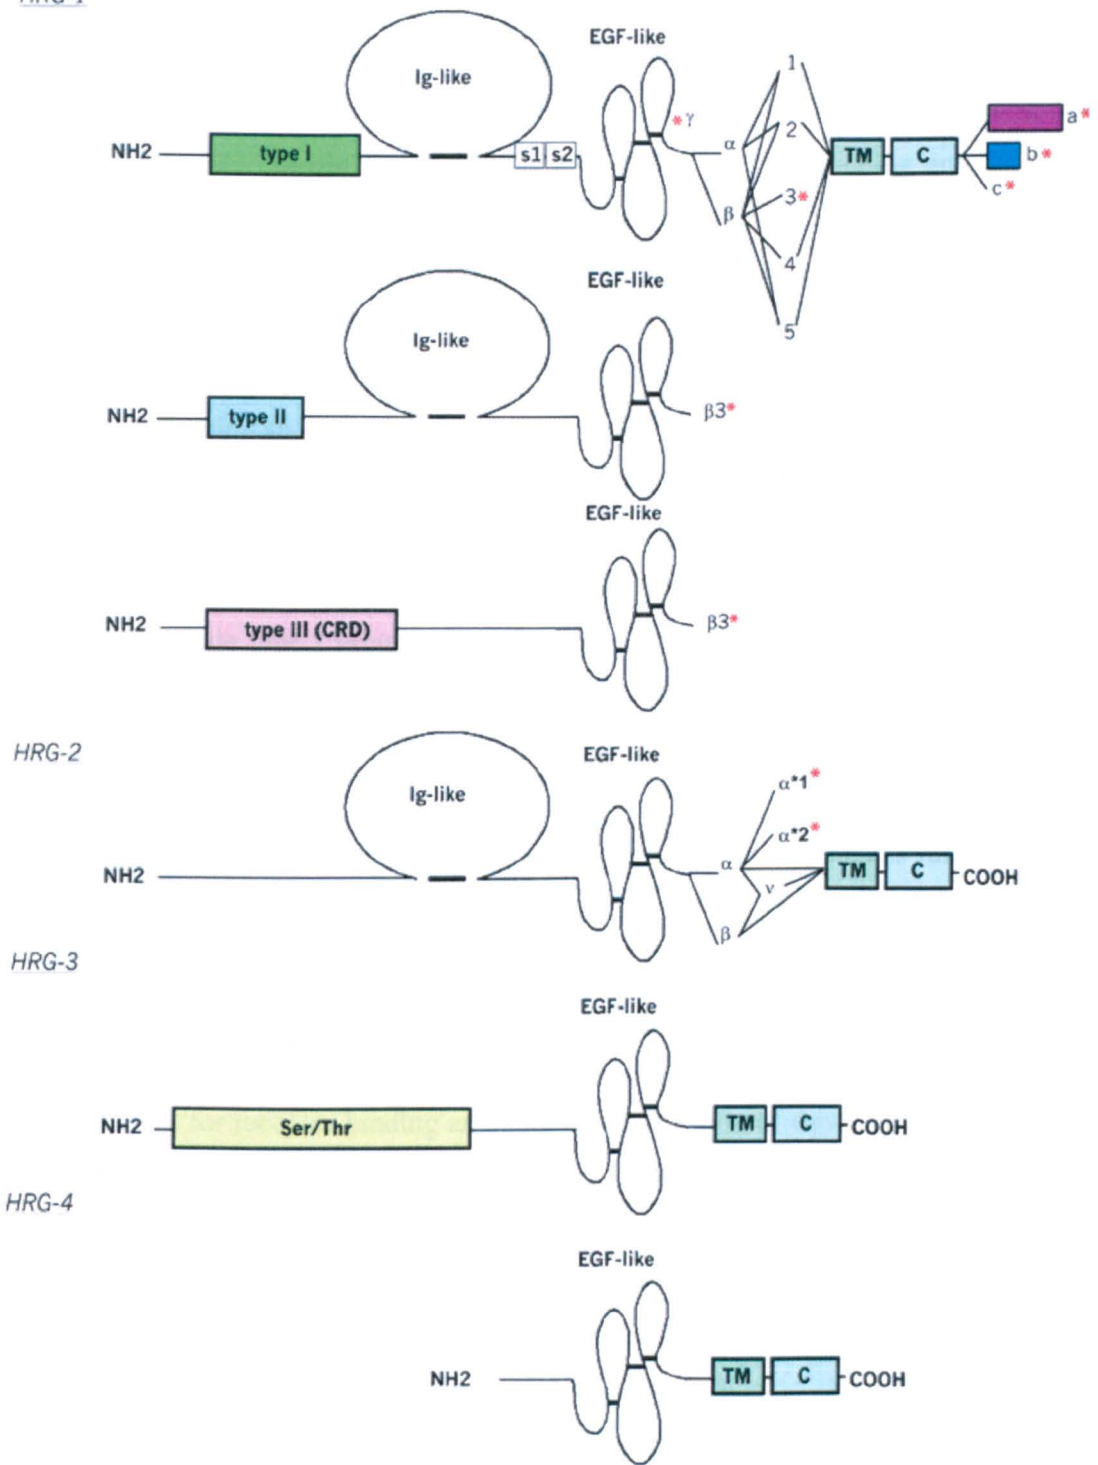 HRG-1
EGF-like
Ig-like
1
* γ
a*
2
NH2 type I s1 s2 α TM C b*
3*
c*
β
4
EGF-like
5
Ig-like
NH2 type II β3*
EGF-like
NH2 type III (CRD) β3*
HRG-2
EGF-like
α*1*
Ig-like
α*2*
α TM C COOH
NH2 ν
β
HRG-3
EGF-like
NH2 Ser/Thr TM C COOH
HRG-4
EGF-like
NH2 TM C COOH